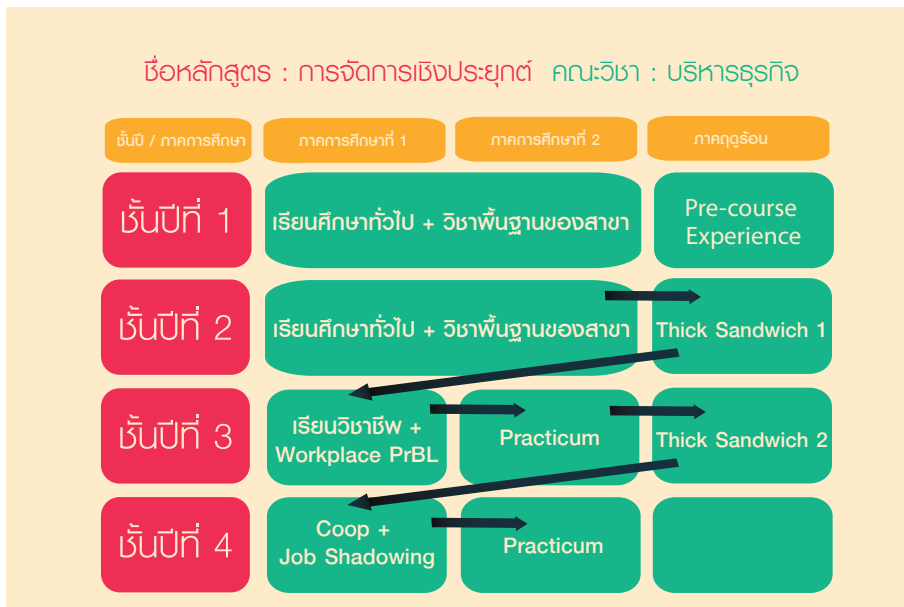 ชื่อหลักสูตร : การจัดการเชิงประยุกต์ คณะวิชา : บริหารธุรกิจ
ชั้นปี / ภาคการศึกษา ภาคการศึกษาที่ 1 ภาคการศึกษาที่ 2 ภาคฤดูร้อน
ชั้นปีที่ 1
เรียนศึกษาทั่วไป + วิชาพื้นฐานของสาขา
Pre-course
Experience
ชั้นปีที่ 2
เรียนศึกษาทั่วไป + วิชาพื้นฐานของสาขา
Thick Sandwich 1
ชั้นปีที่ 3
เรียนวิชาชีพ +
Workplace PrBL
Practicum
Thick Sandwich 2
ชั้นปีที่ 4
Coop +
Job Shadowing
Practicum